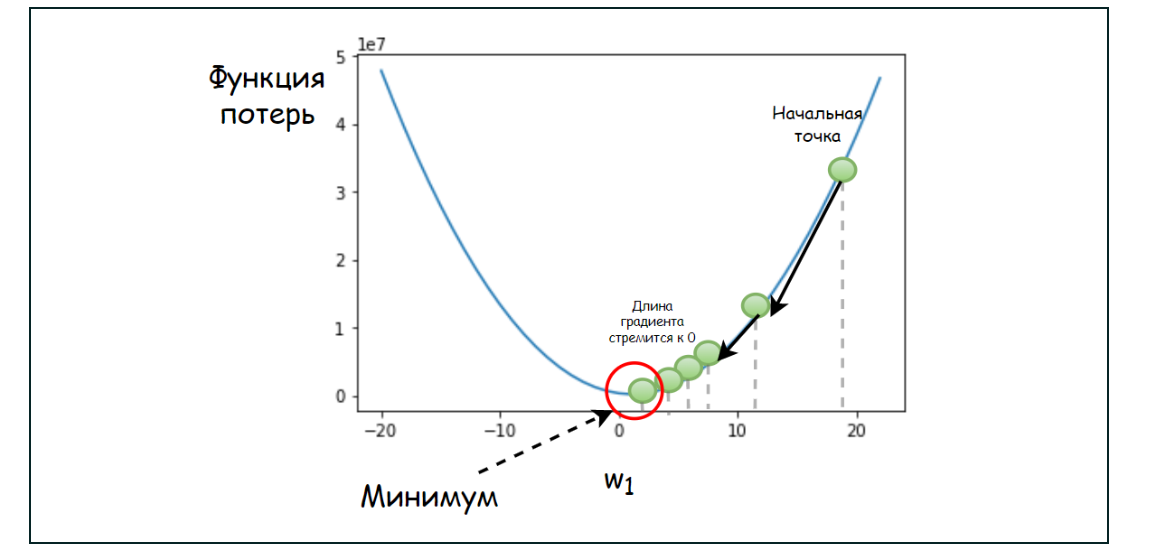 1e7
Функция
потерь
5
4
3
2
1
0
Начальная
точка
Длина
градиента
стремится к 0
−20
−10
0
10
20
Минимум
w1